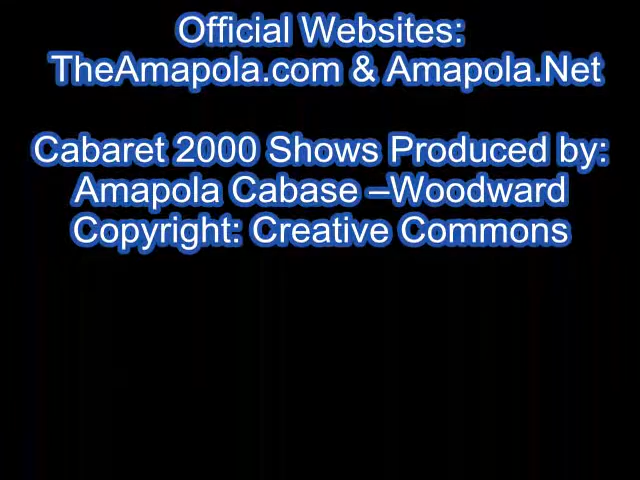 Official Websites:
TheAmapola.com & Amapola.Net
Cabaret 2000 Shows Produced by:
Amapola Cabase –Woodward
Copyright: Creative Commons